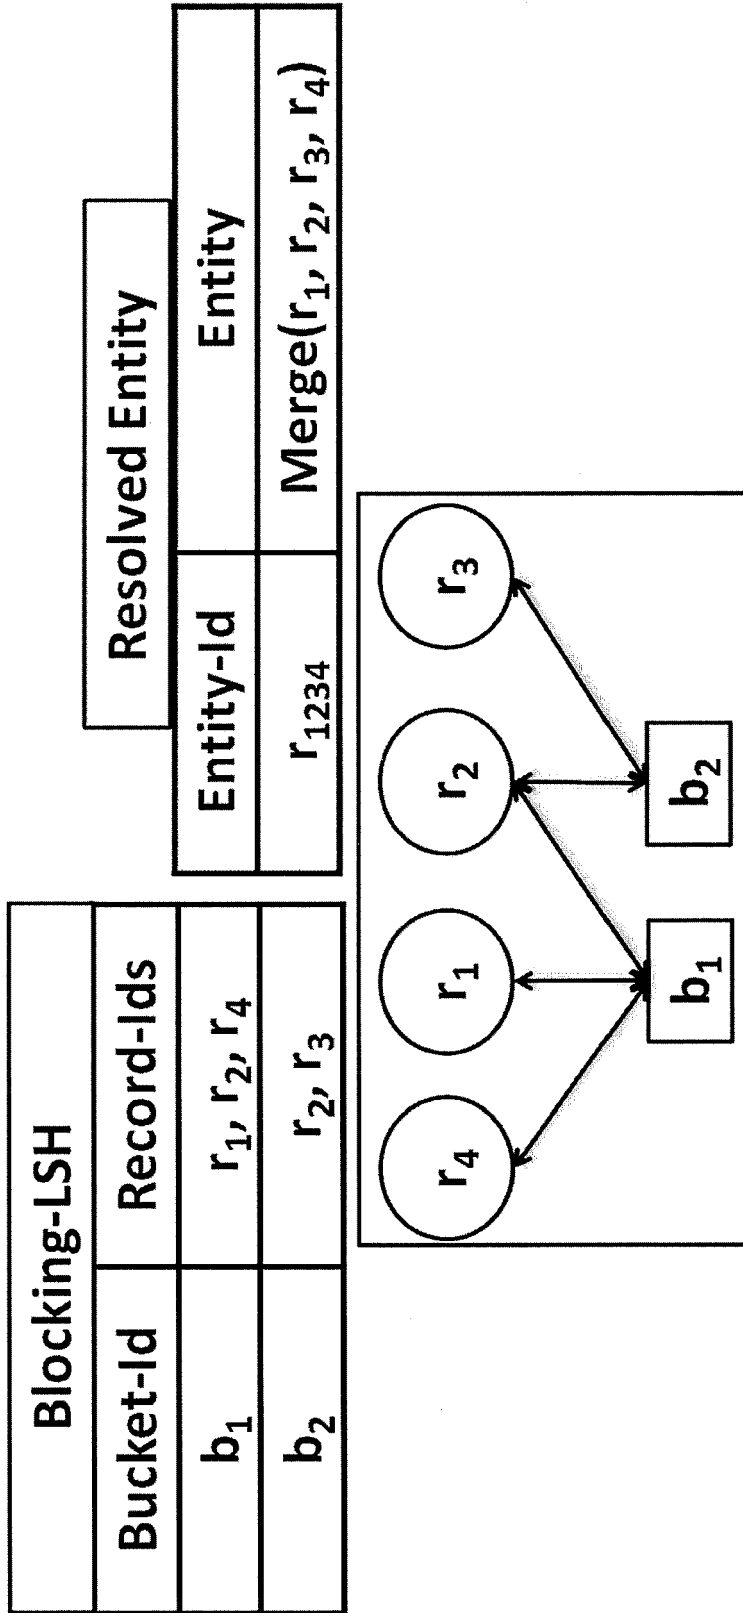 Blocking-LSH
Bucket-Id Record-Ids
b1 r1, r2, r4
b2 r2, r3
Resolved Entity
Entity-Id Entity
r1234 Merge(r1, r2, r3, r4)
r4 r1 r2 r3
b1 b2